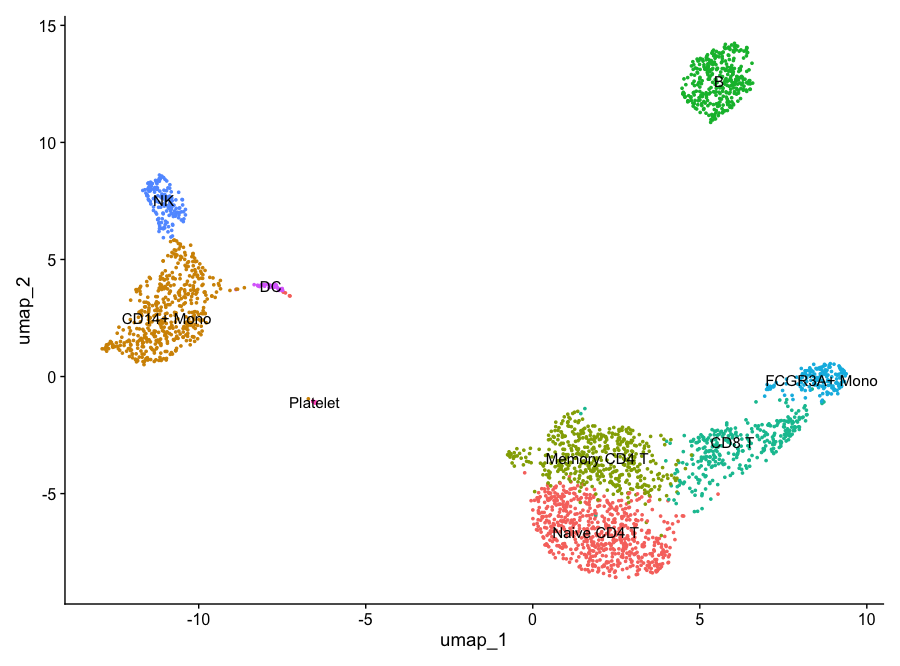 15
10
5
0
-5
-10
-5
0
5
10
umap_2
umap_1
B
NK
DC
CD14+ Mono
Platelet
FCGR3A+ Mono
CD8 T
Memory CD4 T
Naive CD4 T